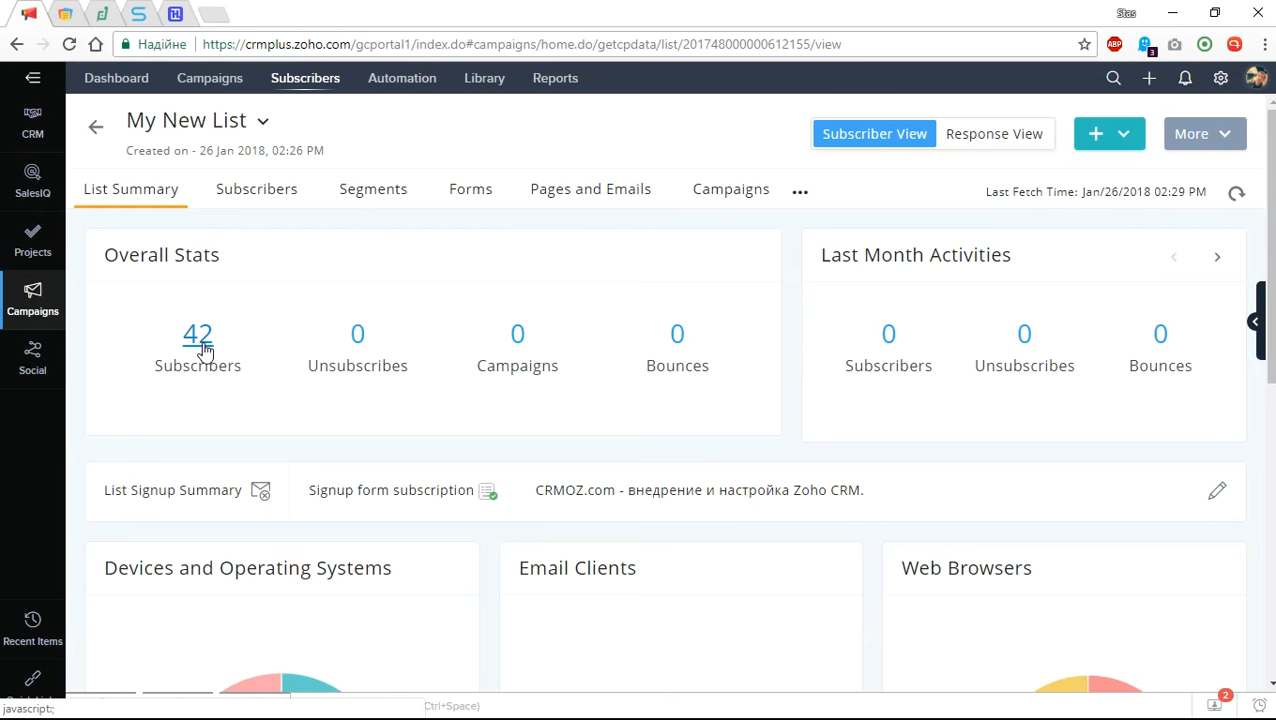 Stas
Надійне
https://crmplus.zoho.com/gcportal1/index.do#campaigns/home.do/getcpdata/list/201748000000612155/view
ABP
3
Dashboard
Campaigns
Subscribers
Automation
Library
Reports
CRM
SalesIQ
Projects
Campaigns
Social
Recent Items
My New List
Created on - 26 Jan 2018, 02:26 PM
Subscriber View
Response View
More
List Summary
Subscribers
Segments
Forms
Pages and Emails
Campaigns
Last Fetch Time: Jan/26/2018 02:29 PM
Overall Stats
42
Subscribers
0
Unsubscribes
0
Campaigns
0
Bounces
Last Month Activities
0
Subscribers
0
Unsubscribes
0
Bounces
List Signup Summary
Signup form subscription
CRMOZ.com - внедрение и настройка Zoho CRM.
Devices and Operating Systems
Email Clients
Web Browsers
javascript:;
Ctrl+Space)
2